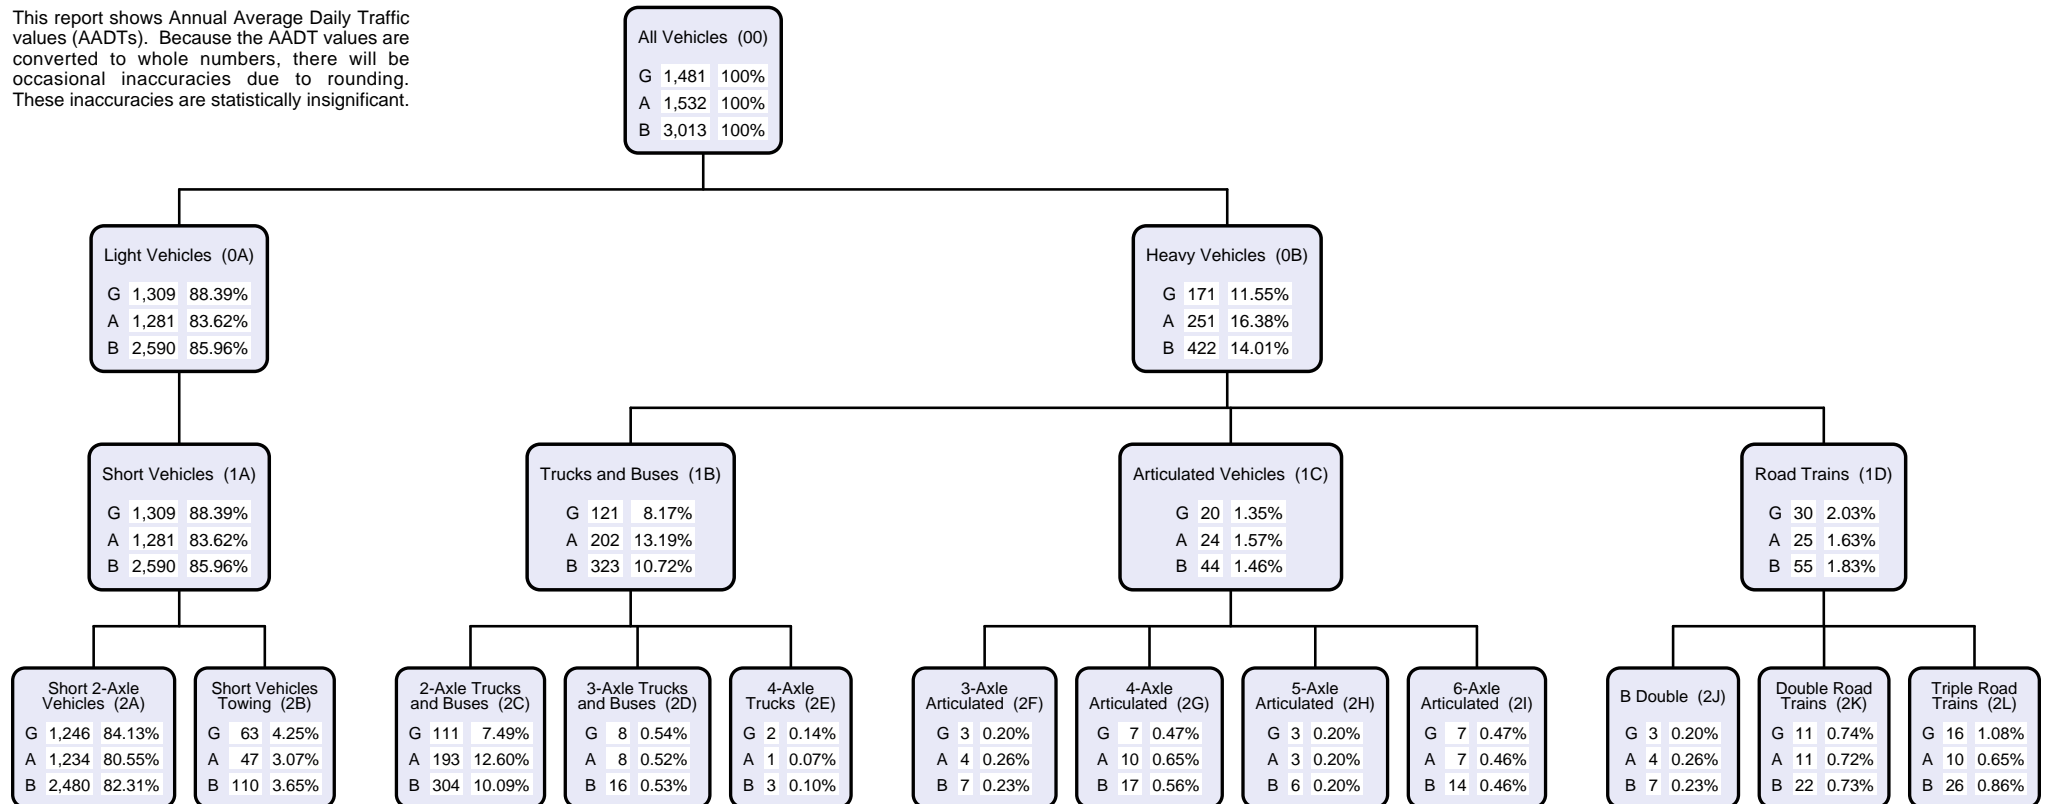 This report shows Annual Average Daily Traffic
values (AADTs). Because the AADT values are
converted to whole numbers, there will be
occasional inaccuracies due to rounding.
These inaccuracies are statistically insignificant.
All Vehicles (00)
G 1,481 100%
A 1,532 100%
B 3,013 100%
Light Vehicles (0A)
G 1,309 88.39%
A 1,281 83.62%
B 2,590 85.96%
Heavy Vehicles (0B)
G 171 11.55%
A 251 16.38%
B 422 14.01%
Short Vehicles (1A)
G 1,309 88.39%
A 1,281 83.62%
B 2,590 85.96%
Trucks and Buses (1B)
G 121 8.17%
A 202 13.19%
B 323 10.72%
Articulated Vehicles (1C)
G 20 1.35%
A 24 1.57%
B 44 1.46%
Road Trains (1D)
G 30 2.03%
A 25 1.63%
B 55 1.83%
Short 2-Axle
Vehicles (2A)
G 1,246 84.13%
A 1,234 80.55%
B 2,480 82.31%
Short Vehicles
Towing (2B)
G 63 4.25%
A 47 3.07%
B 110 3.65%
2-Axle Trucks
and Buses (2C)
G 111 7.49%
A 193 12.60%
B 304 10.09%
3-Axle Trucks
and Buses (2D)
G 8 0.54%
A 8 0.52%
B 16 0.53%
4-Axle
Trucks (2E)
G 2 0.14%
A 1 0.07%
B 3 0.10%
3-Axle
Articulated (2F)
G 3 0.20%
A 4 0.26%
B 7 0.23%
4-Axle
Articulated (2G)
G 7 0.47%
A 10 0.65%
B 17 0.56%
5-Axle
Articulated (2H)
G 3 0.20%
A 3 0.20%
B 6 0.20%
6-Axle
Articulated (2I)
G 7 0.47%
A 7 0.46%
B 14 0.46%
B Double (2J)
G 3 0.20%
A 4 0.26%
B 7 0.23%
Double Road
Trains (2K)
G 11 0.74%
A 11 0.72%
B 22 0.73%
Triple Road
Trains (2L)
G 16 1.08%
A 10 0.65%
B 26 0.86%